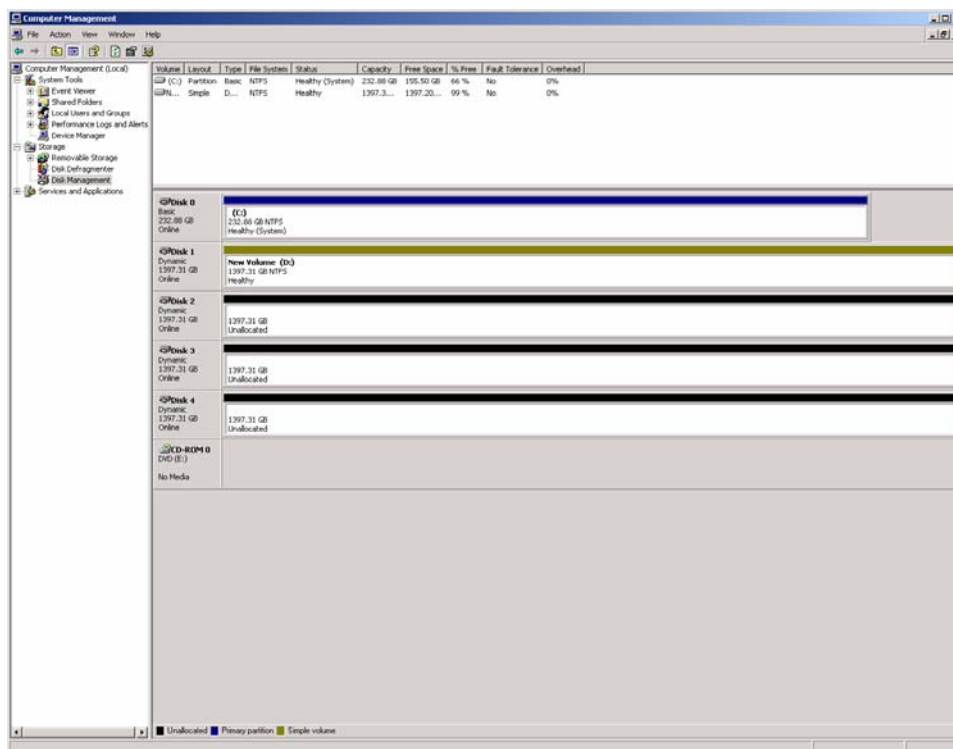 Computer Management
File Action View Window Help
Computer Management (Local)
System Tools
Event Viewer
Shared Folders
Local Users and Groups
Performance Logs and Alerts
Device Manager
Storage
Removable Storage
Disk Defragmenter
Disk Management
Services and Applications
Volume Layout Type File System Status Capacity Free Space % Free Fault Tolerance Overhead
(C:) Partition Basic NTFS Healthy (System) 232.88 GB 155.50 GB 66 % No 0%
N... Simple D... NTFS Healthy 1397.3... 1397.20... 99 % No 0%
Disk 0
Basic
232.88 GB
Online
(C:)
232.88 GB NTFS
Healthy (System)
Disk 1
Dynamic
1397.31 GB
Online
New Volume (D:)
1397.31 GB NTFS
Healthy
Disk 2
Dynamic
1397.31 GB
Online
1397.31 GB
Unallocated
Disk 3
Dynamic
1397.31 GB
Online
1397.31 GB
Unallocated
Disk 4
Dynamic
1397.31 GB
Online
1397.31 GB
Unallocated
CD-ROM 0
DVD (E:)
No Media
Unallocated Primary partition Simple volume